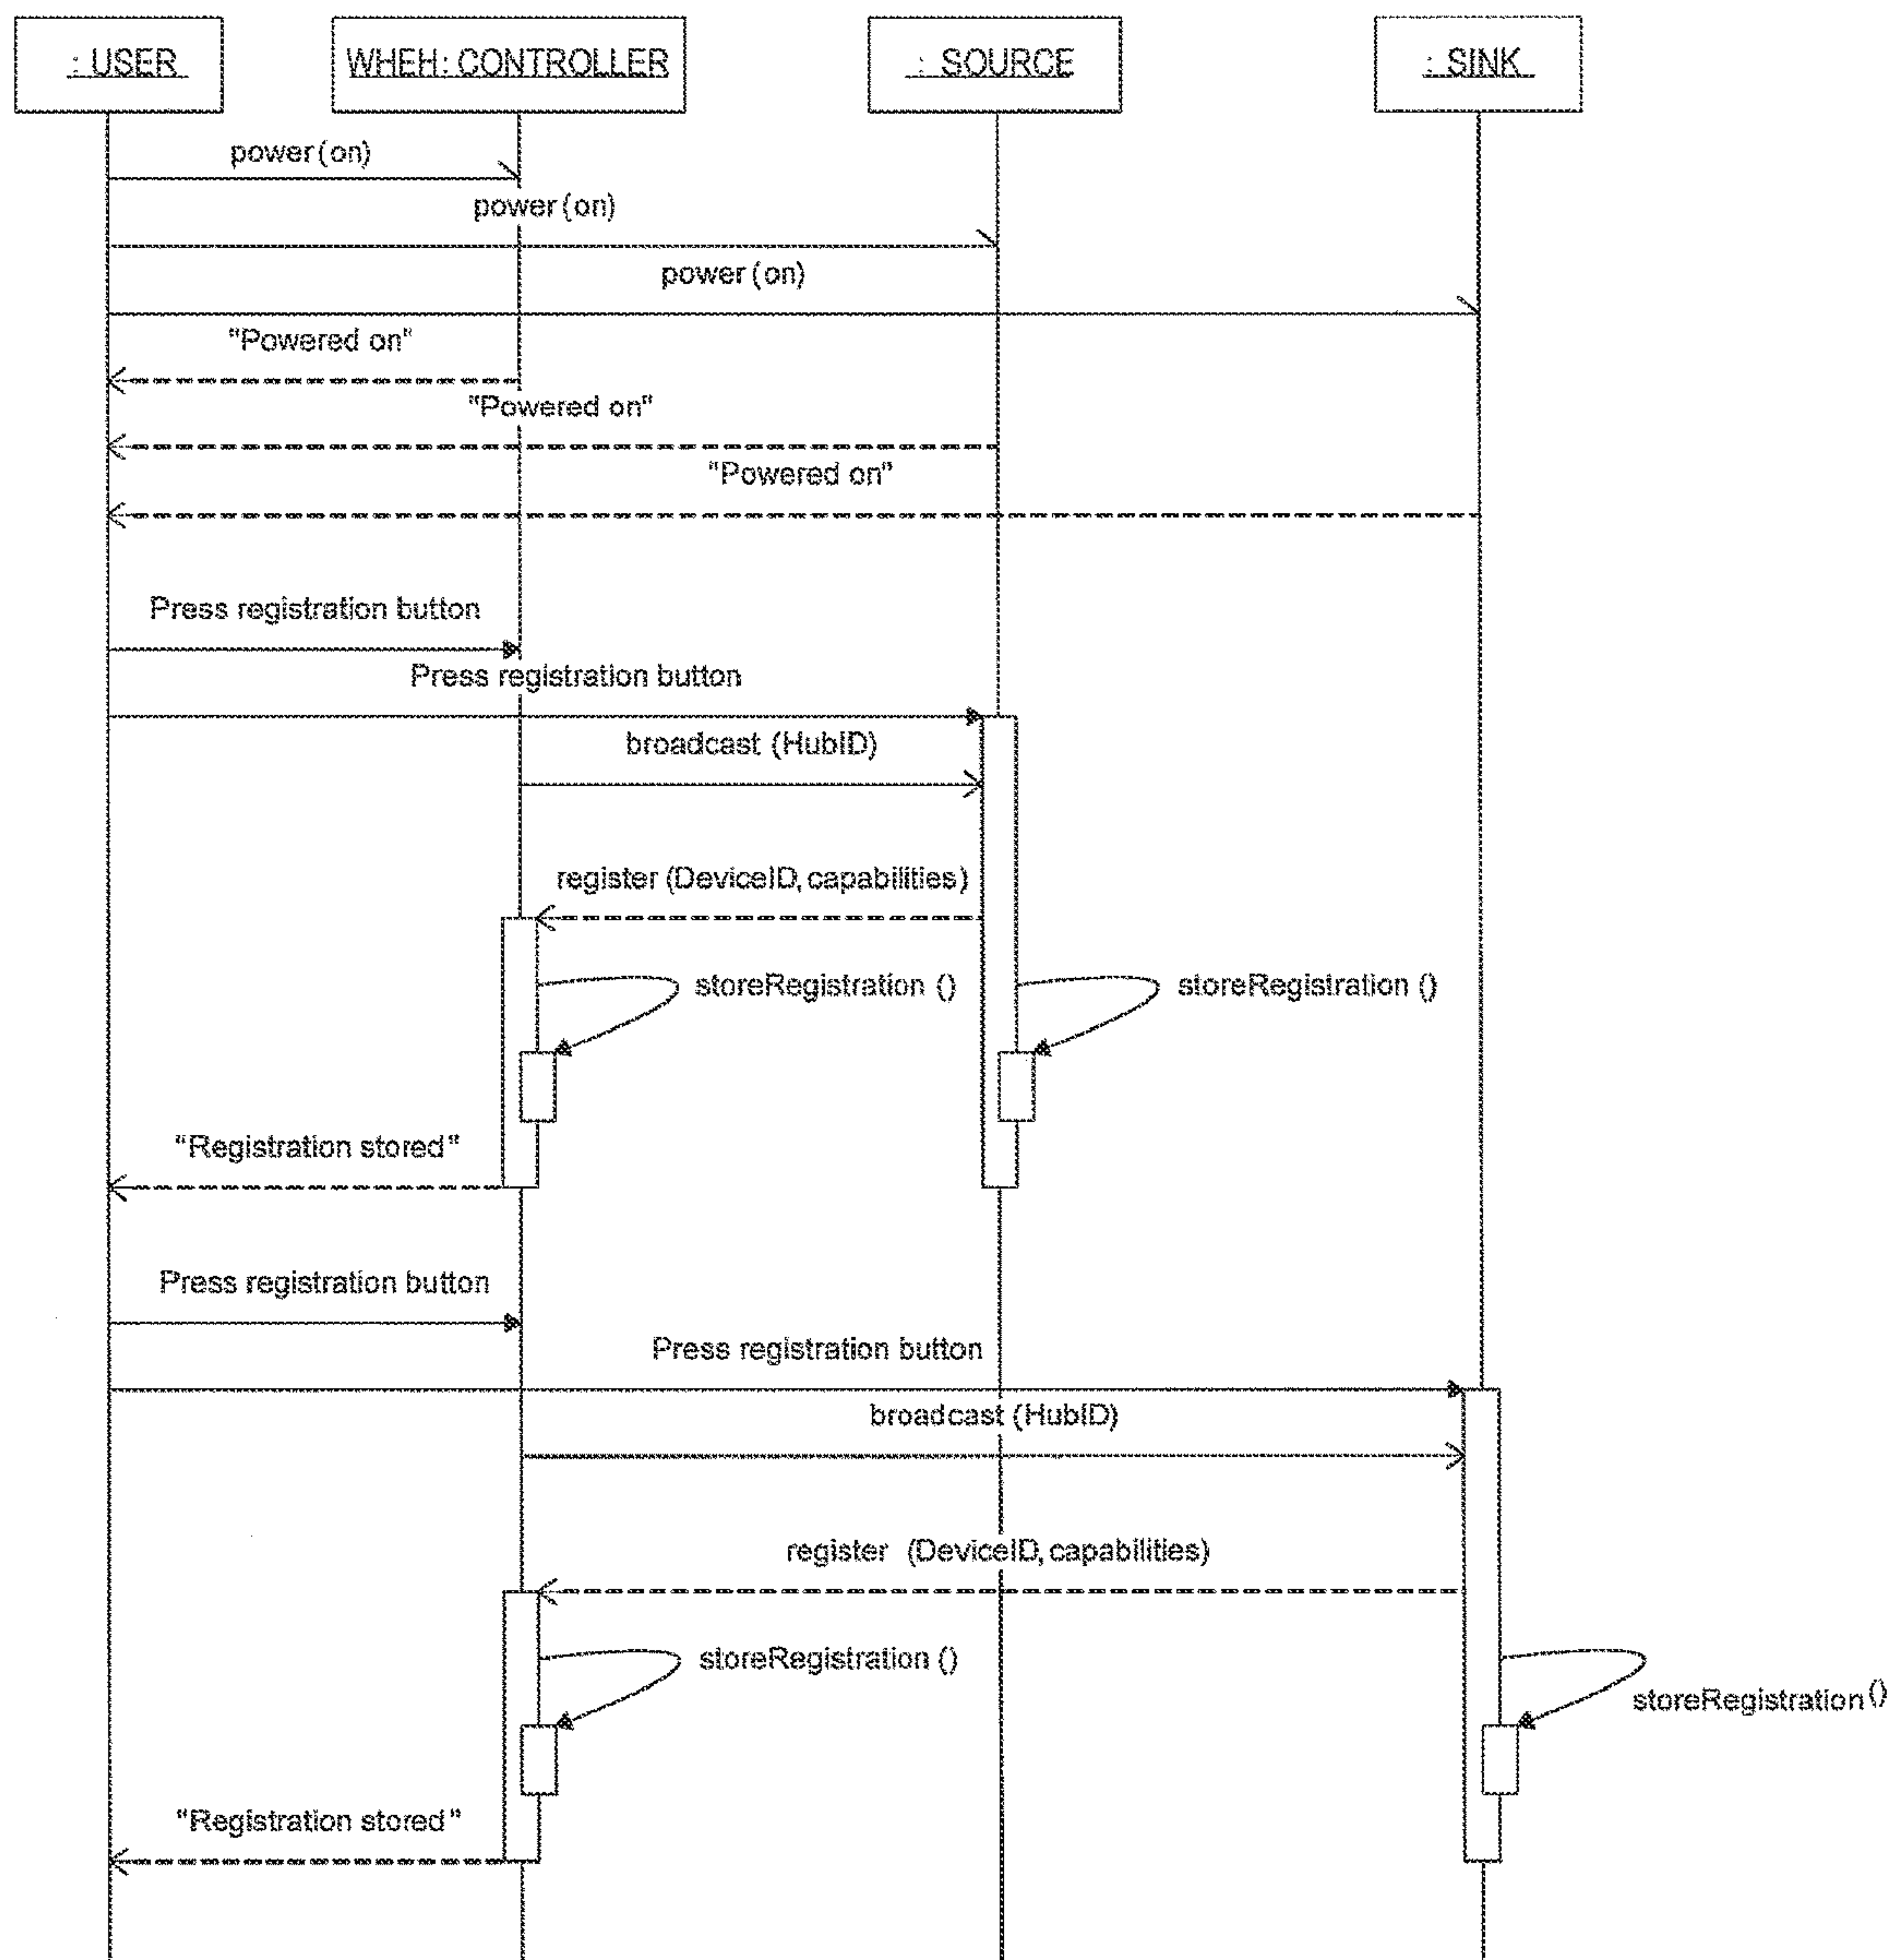 : USER
WHEH: CONTROLLER
: SOURCE
: SINK
power (on)
power (on)
power (on)
"Powered on"
"Powered on"
"Powered on"
Press registration button
Press registration button
broadcast (HubID)
register (DeviceID, capabilities)
storeRegistration ()
storeRegistration ()
"Registration stored"
Press registration button
Press registration button
broadcast (HubID)
register (DeviceID, capabilities)
storeRegistration ()
storeRegistration ()
"Registration stored"